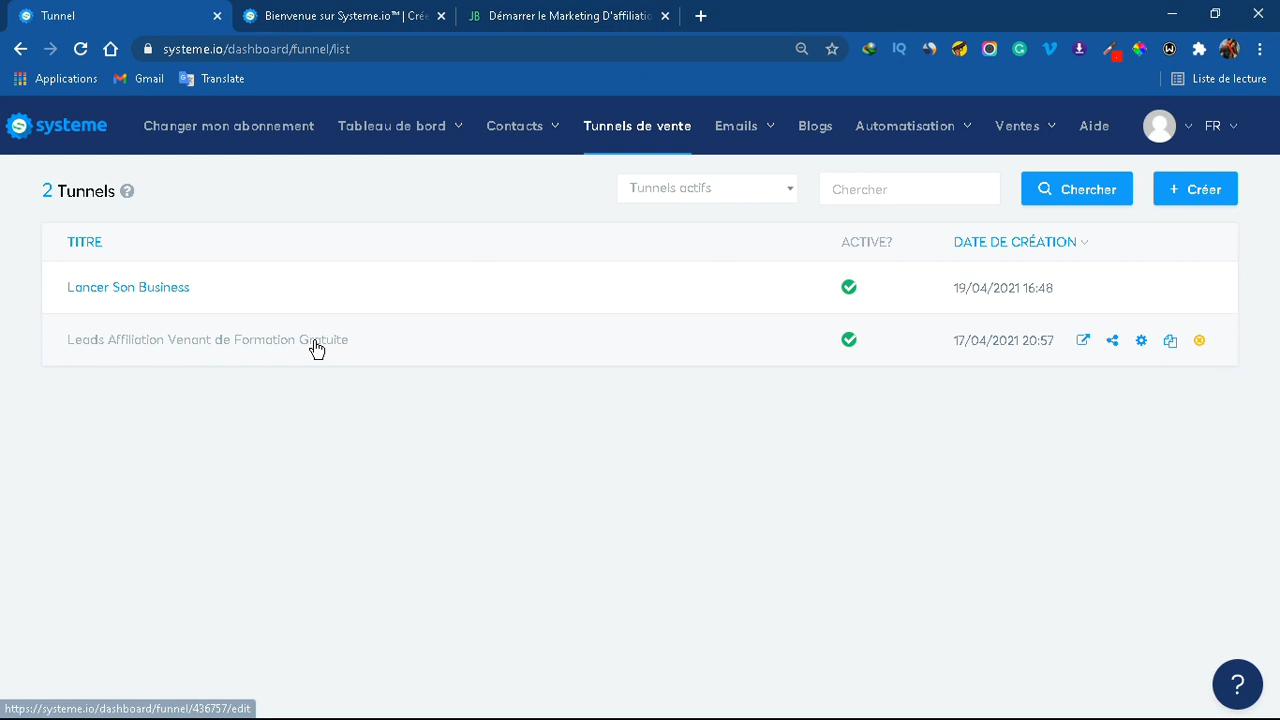 Tunnel
Bienvenue sur Systeme.io™ | Crée
JB Démarrer le Marketing D'affiliatio
systeme.io/dashboard/funnel/list
Applications
Gmail
Translate
Liste de lecture
systeme
Changer mon abonnement
Tableau de bord
Contacts
Tunnels de vente
Emails
Blogs
Automatisation
Ventes
Aide
FR
2 Tunnels ?
Tunnels actifs
Chercher
Chercher
+ Créer
TITRE
ACTIVE?
DATE DE CRÉATION
Lancer Son Business
19/04/2021 16:48
Leads Affiliation Venant de Formation Gratuite
17/04/2021 20:57
?
https://systeme.io/dashboard/funnel/436757/edit